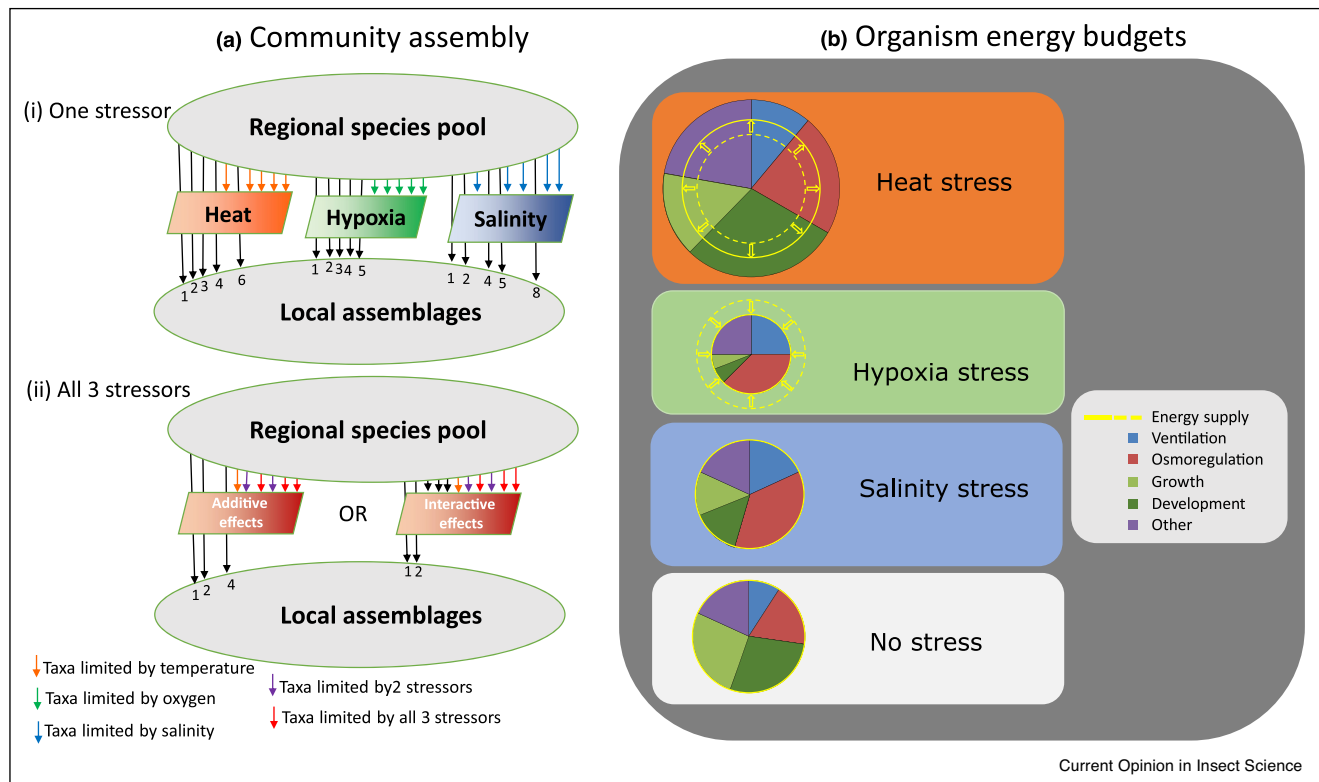 (a) Community assembly
(i) One stressor
Regional species pool
Heat
Hypoxia
Salinity
1 2 3 4 6
1 2 3 4 5
1 2 4 5 8
Local assemblages
(ii) All 3 stressors
Regional species pool
Additive
effects
OR
Interactive
effects
1 2 4
1 2
Local assemblages
Taxa limited by temperature
Taxa limited by oxygen
Taxa limited by salinity
Taxa limited by2 stressors
Taxa limited by all 3 stressors
(b) Organism energy budgets
Heat stress
Hypoxia stress
Salinity stress
No stress
Energy supply
Ventilation
Osmoregulation
Growth
Development
Other
Current Opinion in Insect Science